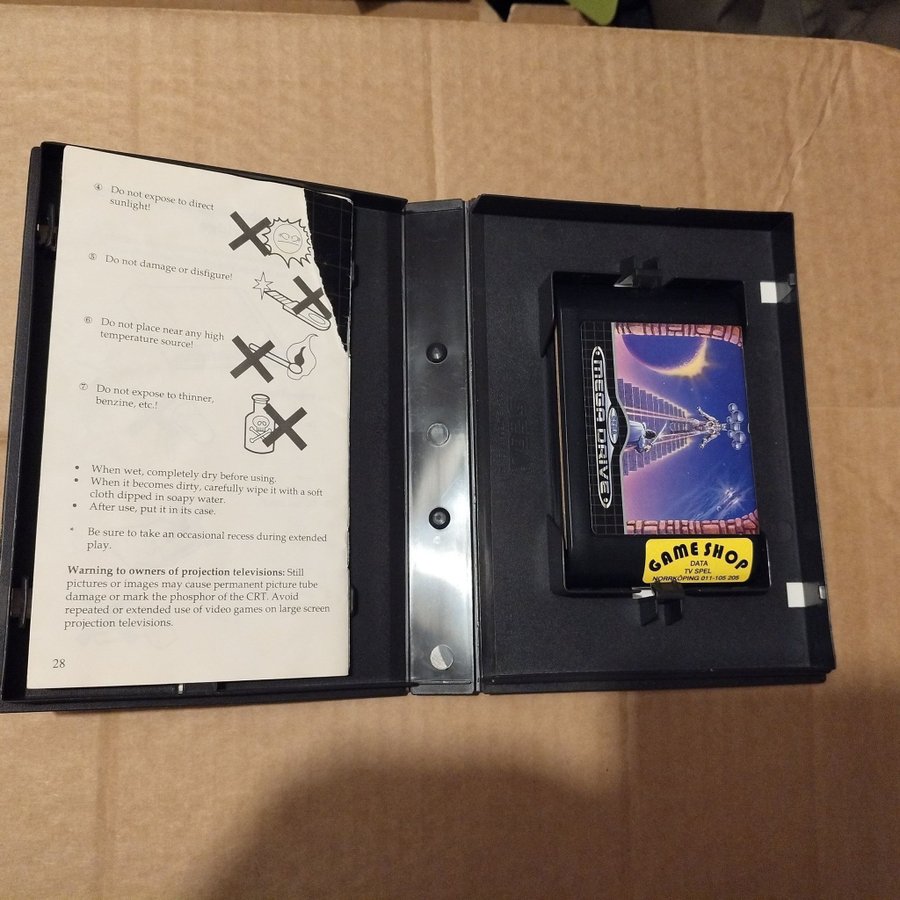 ④ Do not expose to direct
sunlight!
⑤ Do not damage or disfigure!
⑥ Do not place near any high
temperature source!
⑦ Do not expose to thinner,
benzine, etc.!
• When wet, completely dry before using.
• When it becomes dirty, carefully wipe it with a soft
cloth dipped in soapy water.
• After use, put it in its case.
* Be sure to take an occasional recess during extended
play.
Warning to owners of projection televisions: Still
pictures or images may cause permanent picture tube
damage or mark the phosphor of the CRT. Avoid
repeated or extended use of video games on large screen
projection televisions.
28
MEGA DRIVE
SEGA
GAME SHOP
DATA
TV SPEL
NORRKÖPING 011-105 205